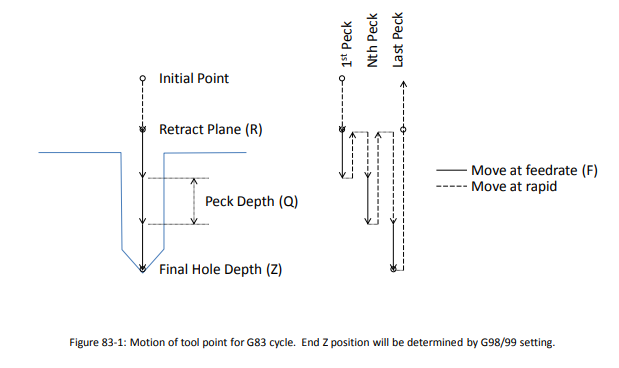 1st Peck
Nth Peck
Last Peck
Initial Point
Retract Plane (R)
Move at feedrate (F)
Move at rapid
Peck Depth (Q)
Final Hole Depth (Z)
Figure 83-1: Motion of tool point for G83 cycle.  End Z position will be determined by G98/99 setting.